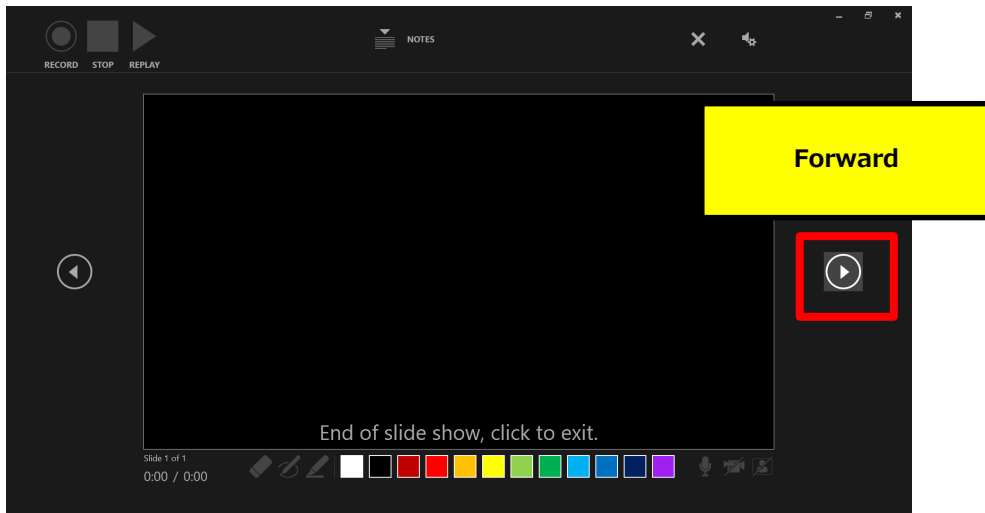 NOTES
RECORD STOP REPLAY
Forward
End of slide show, click to exit.
Slide 1 of 1
0:00 / 0:00